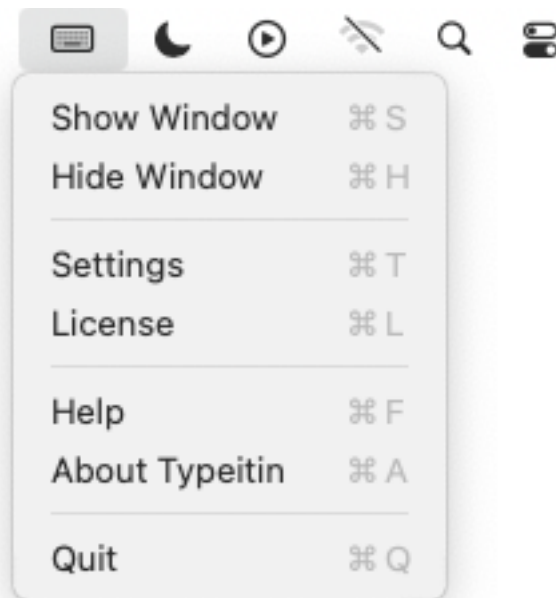 Show Window ⌘ S
Hide Window ⌘ H
Settings ⌘ T
License ⌘ L
Help ⌘ F
About Typeitin ⌘ A
Quit ⌘ Q